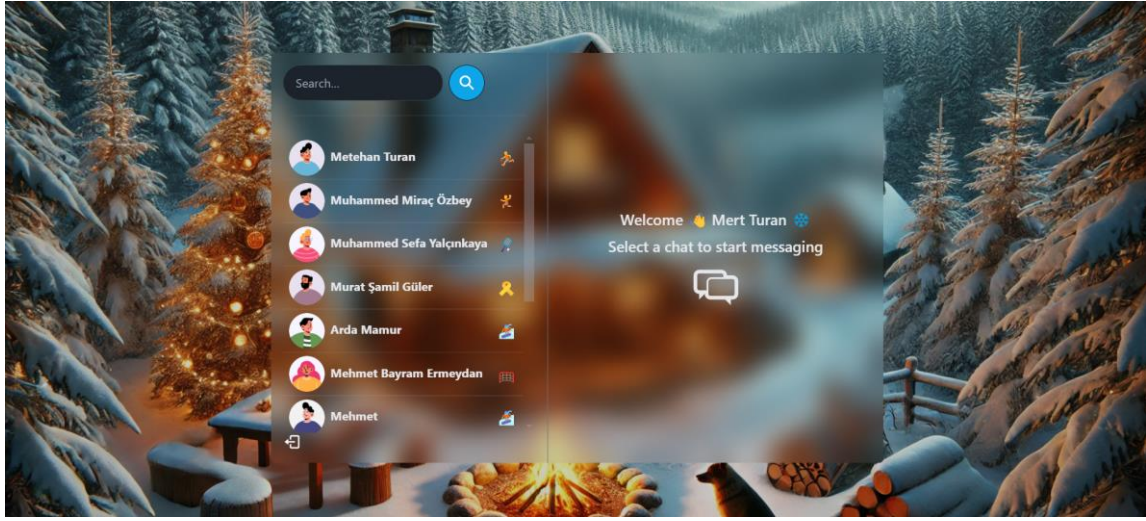 Search...
Metehan Turan
Muhammed Miraç Özbey
Muhammed Sefa Yalçınkaya
Murat Şamil Güler
Arda Mamur
Mehmet Bayram Ermeydan
Mehmet
Welcome 👋 Mert Turan ❄️
Select a chat to start messaging